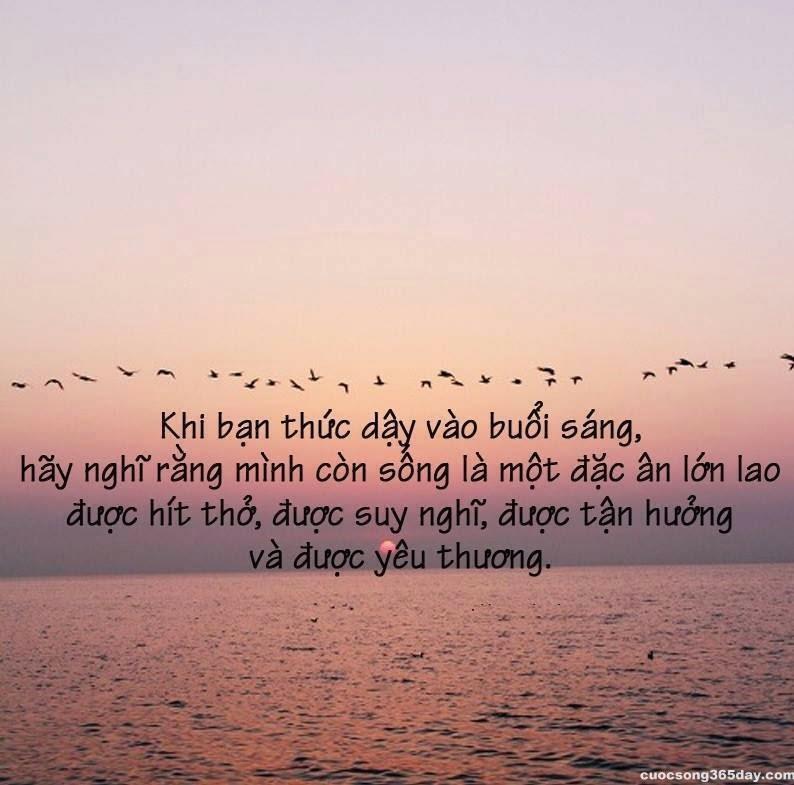 Khi bạn thức dậy vào buổi sáng,
hãy nghĩ rằng mình còn sống là một đặc ân lớn lao
được hít thở, được suy nghĩ, được tận hưởng
và được yêu thương.
cuocsong365day.com